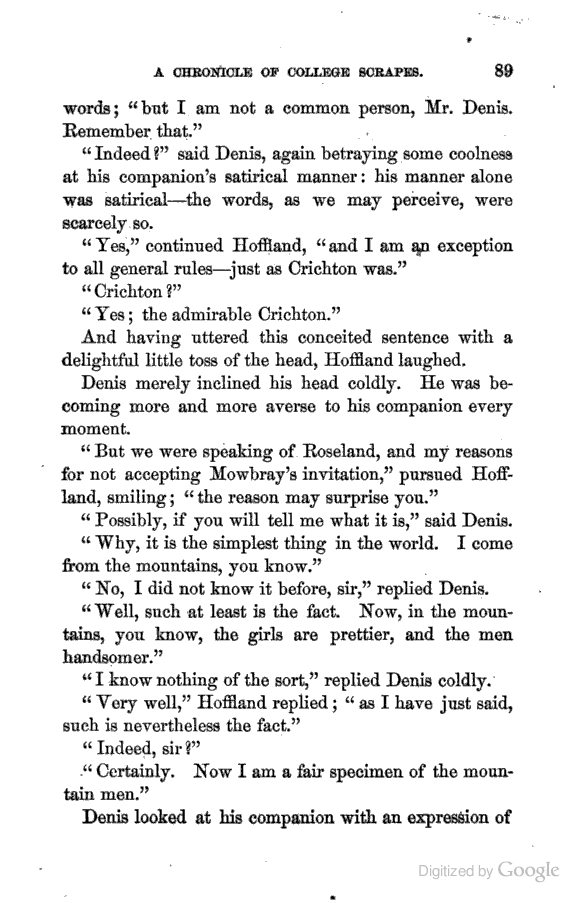 A CHRONICLE OF COLLEGE SCRAPES. 89
words; "but I am not a common person, Mr. Denis.
Remember that."
"Indeed?" said Denis, again betraying some coolness
at his companion's satirical manner: his manner alone
was satirical—the words, as we may perceive, were
scarcely so.
"Yes," continued Hoffland, "and I am an exception
to all general rules—just as Crichton was."
"Crichton?"
"Yes; the admirable Crichton."
And having uttered this conceited sentence with a
delightful little toss of the head, Hoffland laughed.
Denis merely inclined his head coldly. He was be-
coming more and more averse to his companion every
moment.
"But we were speaking of Roseland, and my reasons
for not accepting Mowbray's invitation," pursued Hoff-
land, smiling; "the reason may surprise you."
"Possibly, if you will tell me what it is," said Denis.
"Why, it is the simplest thing in the world. I come
from the mountains, you know."
"No, I did not know it before, sir," replied Denis.
"Well, such at least is the fact. Now, in the moun-
tains, you know, the girls are prettier, and the men
handsomer."
"I know nothing of the sort," replied Denis coldly.
"Very well," Hoffland replied; "as I have just said,
such is nevertheless the fact."
"Indeed, sir?"
"Certainly. Now I am a fair specimen of the moun-
tain men."
Denis looked at his companion with an expression of
Digitized by Google